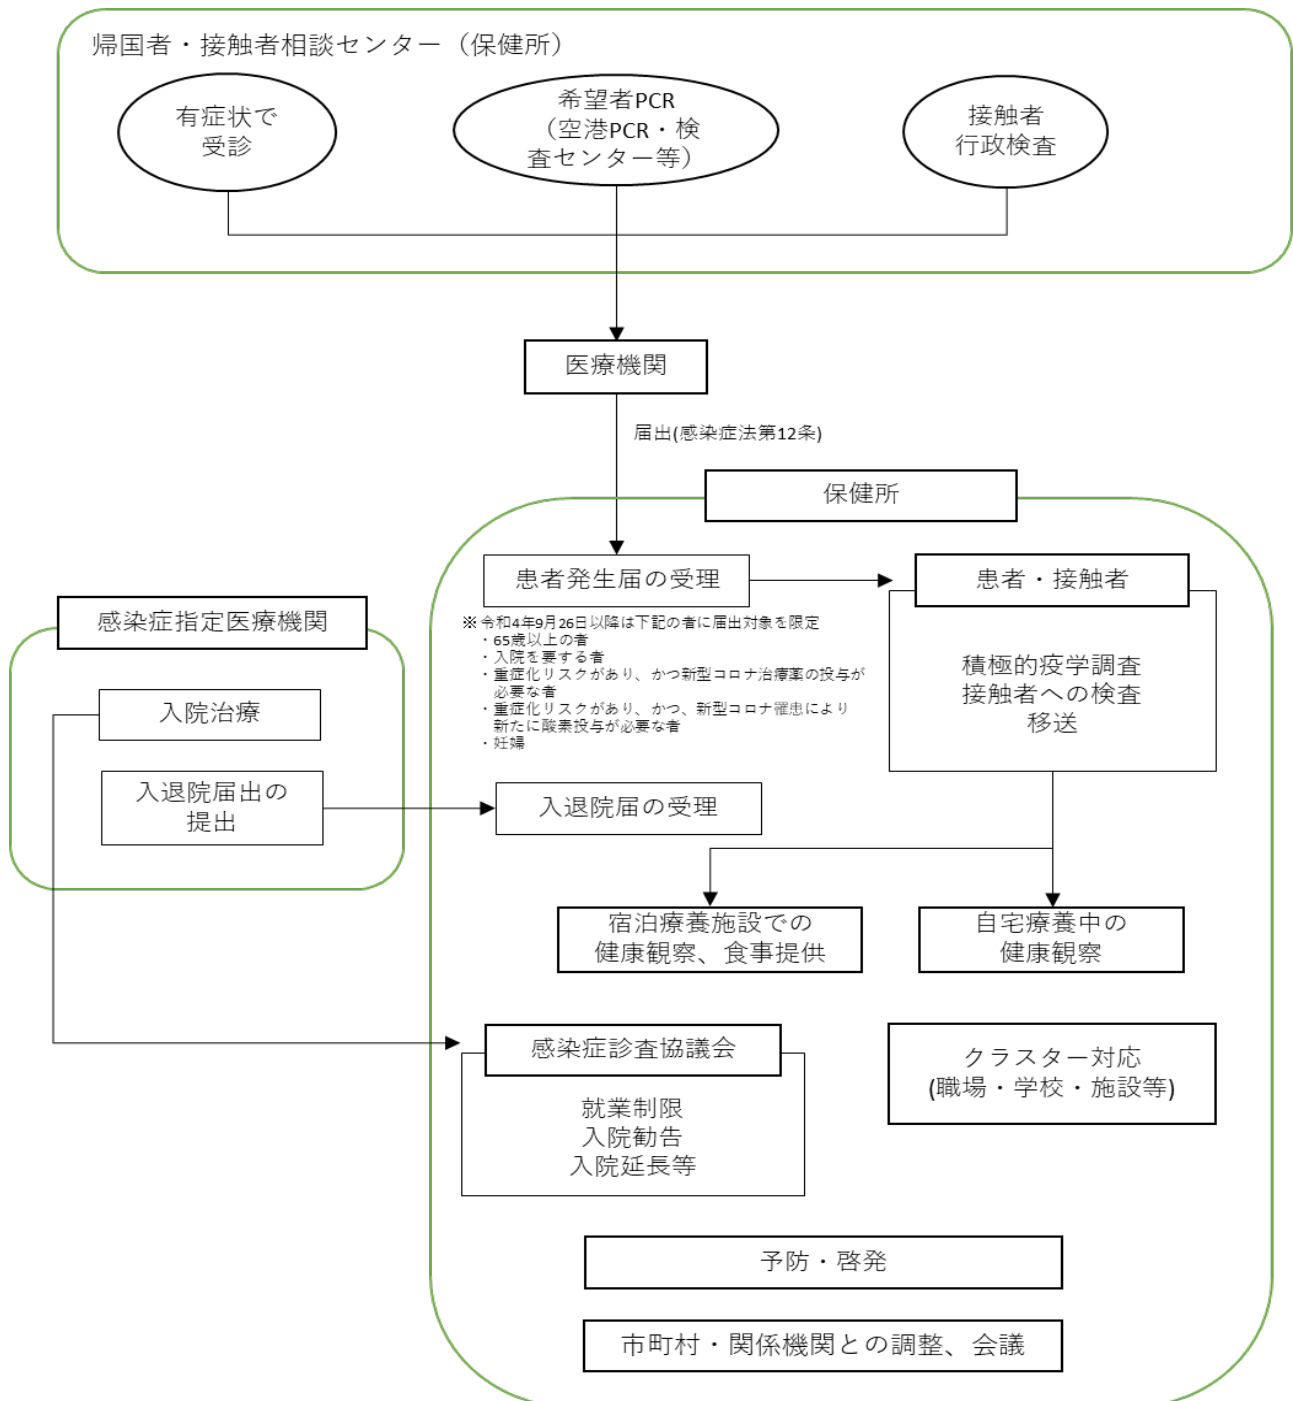 帰国者・接触者相談センター（保健所）
有症状で
受診
希望者PCR
（空港PCR・検
査センター等）
接触者
行政検査
医療機関
届出(感染症法第12条)
保健所
患者発生届の受理
※令和4年9月26日以降は下記の者に届出対象を限定
・65歳以上の者
・入院を要する者
・重症化リスクがあり、かつ新型コロナ治療薬の投与が
必要な者
・重症化リスクがあり、かつ、新型コロナ罹患により
新たに酸素投与が必要な者
・妊婦
患者・接触者
積極的疫学調査
接触者への検査
移送
感染症指定医療機関
入院治療
入退院届出の
提出
入退院届の受理
宿泊療養施設での
健康観察、食事提供
自宅療養中の
健康観察
感染症診査協議会
就業制限
入院勧告
入院延長等
クラスター対応
(職場・学校・施設等)
予防・啓発
市町村・関係機関との調整、会議